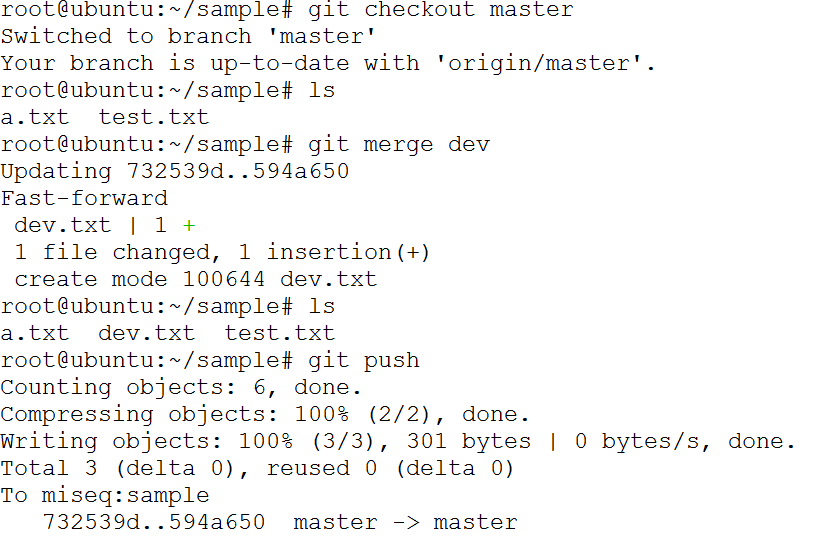 root@ubuntu:~/sample# git checkout master
Switched to branch 'master'
Your branch is up-to-date with 'origin/master'.
root@ubuntu:~/sample# ls
a.txt  test.txt
root@ubuntu:~/sample# git merge dev
Updating 732539d..594a650
Fast-forward
 dev.txt | 1 +
 1 file changed, 1 insertion(+)
 create mode 100644 dev.txt
root@ubuntu:~/sample# ls
a.txt  dev.txt  test.txt
root@ubuntu:~/sample# git push
Counting objects: 6, done.
Compressing objects: 100% (2/2), done.
Writing objects: 100% (3/3), 301 bytes | 0 bytes/s, done.
Total 3 (delta 0), reused 0 (delta 0)
To miseq:sample
   732539d..594a650  master -> master